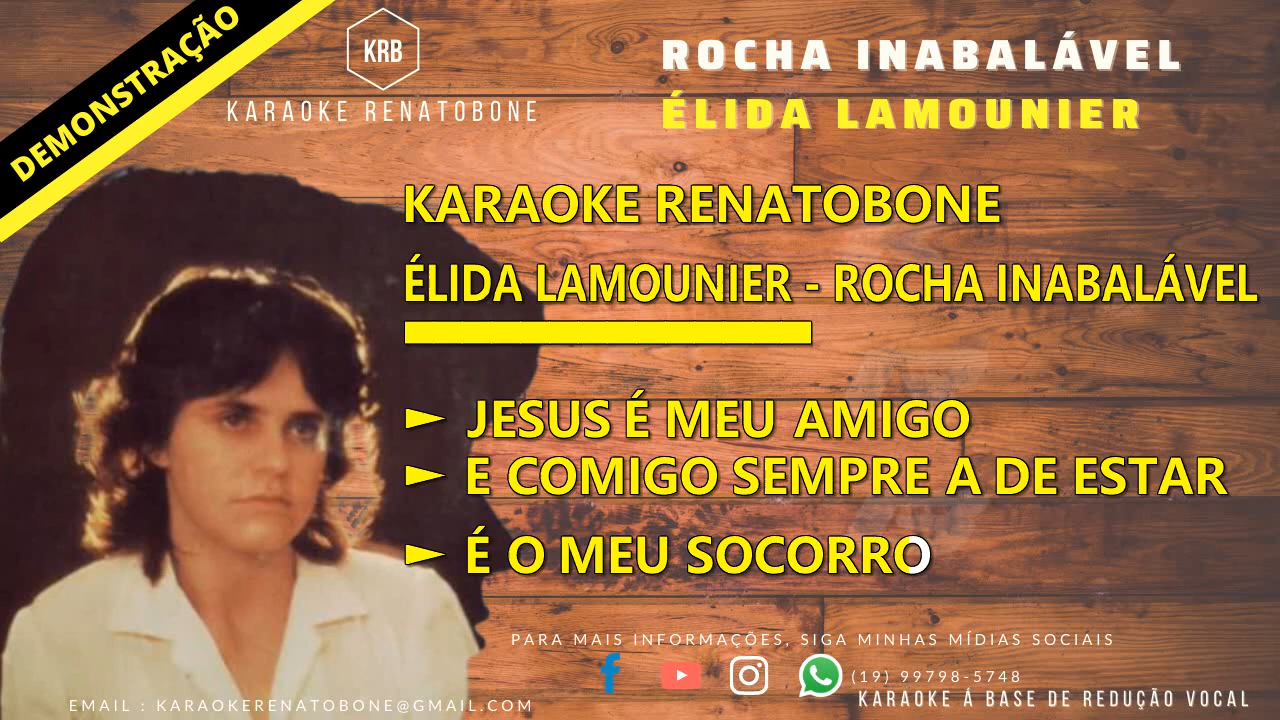 DEMONSTRAÇÃO
KRB
KARAOKE RENATOBONE
ROCHA INABALÁVEL
ÉLIDA LAMOUNIER
KARAOKE RENATOBONE
ÉLIDA LAMOUNIER - ROCHA INABALÁVEL
JESUS É MEU AMIGO
E COMIGO SEMPRE A DE ESTAR
É O MEU SOCORRO
PARA MAIS INFORMAÇÕES, SIGA MINHAS MÍDIAS SOCIAIS
(19) 99798-5748
KARAOKE Á BASE DE REDUÇÃO VOCAL
EMAIL : KARAOKERENATOBONE@GMAIL.COM